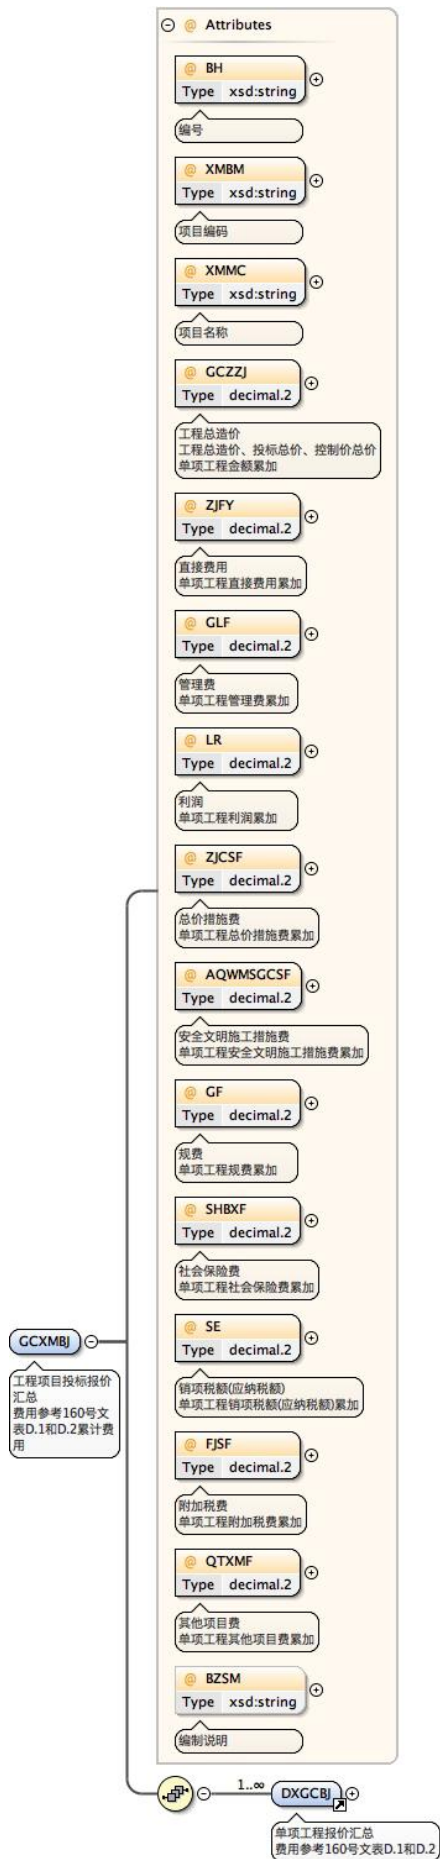 @ Attributes
@ BH
Type xsd:string
编号
@ XMBM
Type xsd:string
项目编码
@ XMMC
Type xsd:string
项目名称
@ GCZZJ
Type decimal.2
工程总造价
工程总造价、投标总价、控制价总价
单项工程金额累加
@ ZJFY
Type decimal.2
直接费用
单项工程直接费用累加
@ GLF
Type decimal.2
管理费
单项工程管理费累加
@ LR
Type decimal.2
利润
单项工程利润累加
@ ZJCSF
Type decimal.2
总价措施费
单项工程总价措施费累加
@ AQWMSGCSF
Type decimal.2
安全文明施工措施费
单项工程安全文明施工措施费累加
@ GF
Type decimal.2
规费
单项工程规费累加
@ SHBXF
Type decimal.2
社会保险费
单项工程社会保险费累加
@ SE
Type decimal.2
销项税额(应纳税额)
单项工程销项税额(应纳税额)累加
@ FJSF
Type decimal.2
附加税费
单项工程附加税费累加
@ QTXMF
Type decimal.2
其他项目费
单项工程其他项目费累加
@ BZSM
Type xsd:string
编制说明
GCXMBJ
工程项目投标报价
汇总
费用参考160号文
表D.1和D.2累计费
用
1..∞
DXGCBJ
单项工程报价汇总
费用参考160号文表D.1和D.2